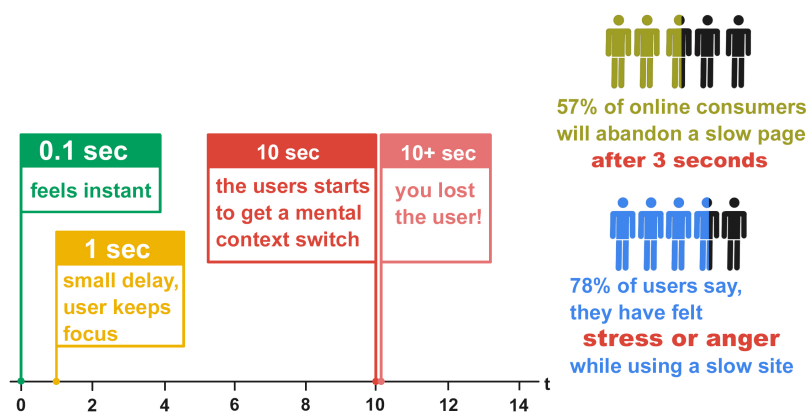 0.1 sec
feels instant
1 sec
small delay,
user keeps
focus
10 sec
the users starts
to get a mental
context switch
10+ sec
you lost
the user!
0 2 4 6 8 10 12 14 t
57% of online consumers
will abandon a slow page
after 3 seconds
78% of users say,
they have felt
stress or anger
while using a slow site